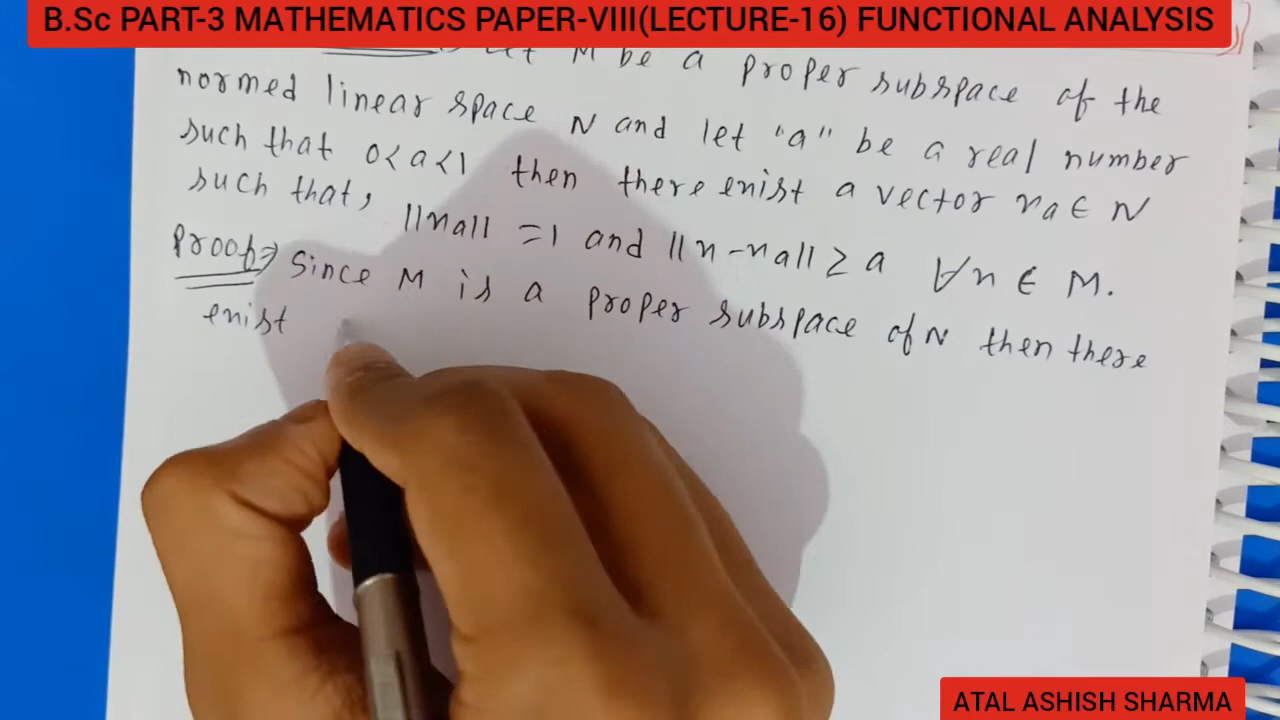 B.Sc PART-3 MATHEMATICS PAPER-VIII(LECTURE-16) FUNCTIONAL ANALYSIS
let M be a proper subspace of the
normed linear space N and let "a" be a real number
such that 0<a<1 then there exist a vector xa ∈ N
such that, ||xa|| =1 and ||x-xa|| ≥ a ∀x ∈ M.
Proof⇒ Since M is a proper subspace of N then there
exist
ATAL ASHISH SHARMA